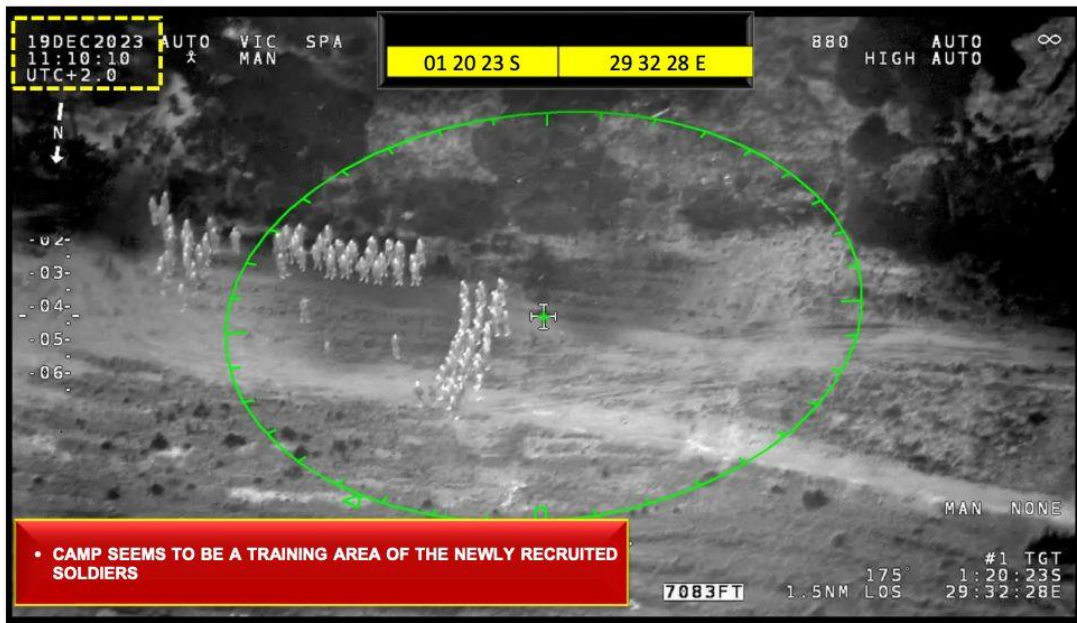 19DEC2023 AUTO VIC SPA
11:10:10 MAN
UTC+2.0
01 20 23 S 29 32 28 E
880 AUTO ∞
HIGH AUTO
N
-02-
-03-
-04-
-05-
-06-
MAN NONE
• CAMP SEEMS TO BE A TRAINING AREA OF THE NEWLY RECRUITED
SOLDIERS
#1 TGT
175° 1:20:23S
7083FT 1.5NM LOS 29:32:28E